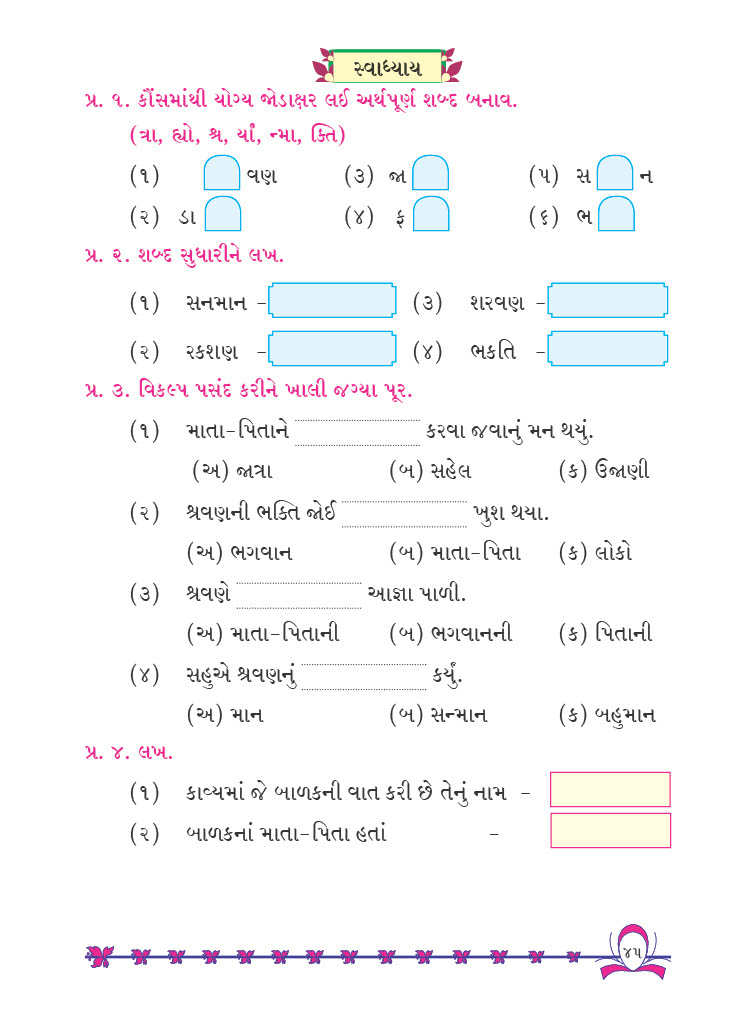 સ્વાધ્યાય
પ્ર. ૧. કૌંસમાંથી યોગ્ય જોડાક્ષર લઈ અર્થપૂર્ણ શબ્દ બનાવ.
(ત્રા, હ્યો, શ્ર, ર્યાં, ન્મા, ક્તિ)
(૧) વણ (૩) જા (૫) સ ન
(૨) ડા (૪) ફ (૬) ભ
પ્ર. ૨. શબ્દ સુધારીને લખ.
(૧) સનમાન - (૩) શરવણ -
(૨) રકશણ - (૪) ભકતિ -
પ્ર. ૩. વિકલ્પ પસંદ કરીને ખાલી જગ્યા પૂર.
(૧) માતા-પિતાને કરવા જવાનું મન થયું.
(અ) જાત્રા (બ) સહેલ (ક) ઉજાણી
(૨) શ્રવણની ભક્તિ જોઈ ખુશ થયા.
(અ) ભગવાન (બ) માતા-પિતા (ક) લોકો
(૩) શ્રવણે આજ્ઞા પાળી.
(અ) માતા-પિતાની (બ) ભગવાનની (ક) પિતાની
(૪) સહુએ શ્રવણનું કર્યું.
(અ) માન (બ) સન્માન (ક) બહુમાન
પ્ર. ૪. લખ.
(૧) કાવ્યમાં જે બાળકની વાત કરી છે તેનું નામ -
(૨) બાળકનાં માતા-પિતા હતાં -
૪૫